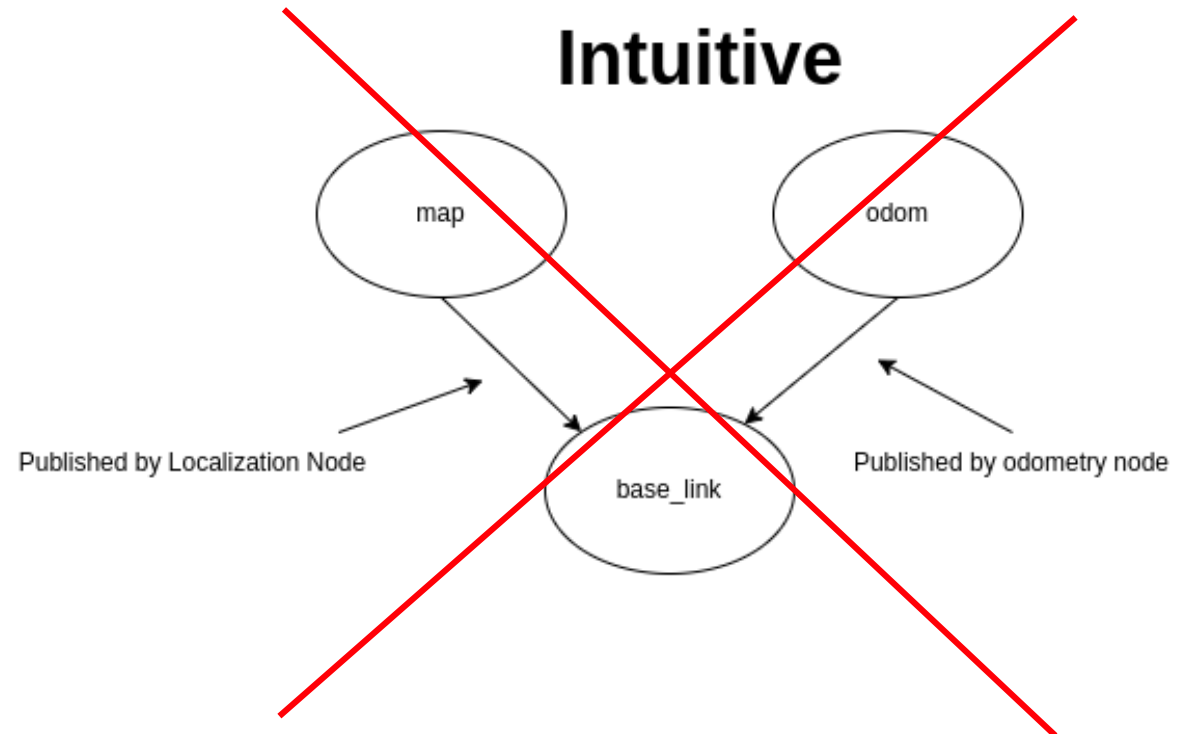 Intuitive
map
odom
Published by Localization Node
Published by odometry node
base_link